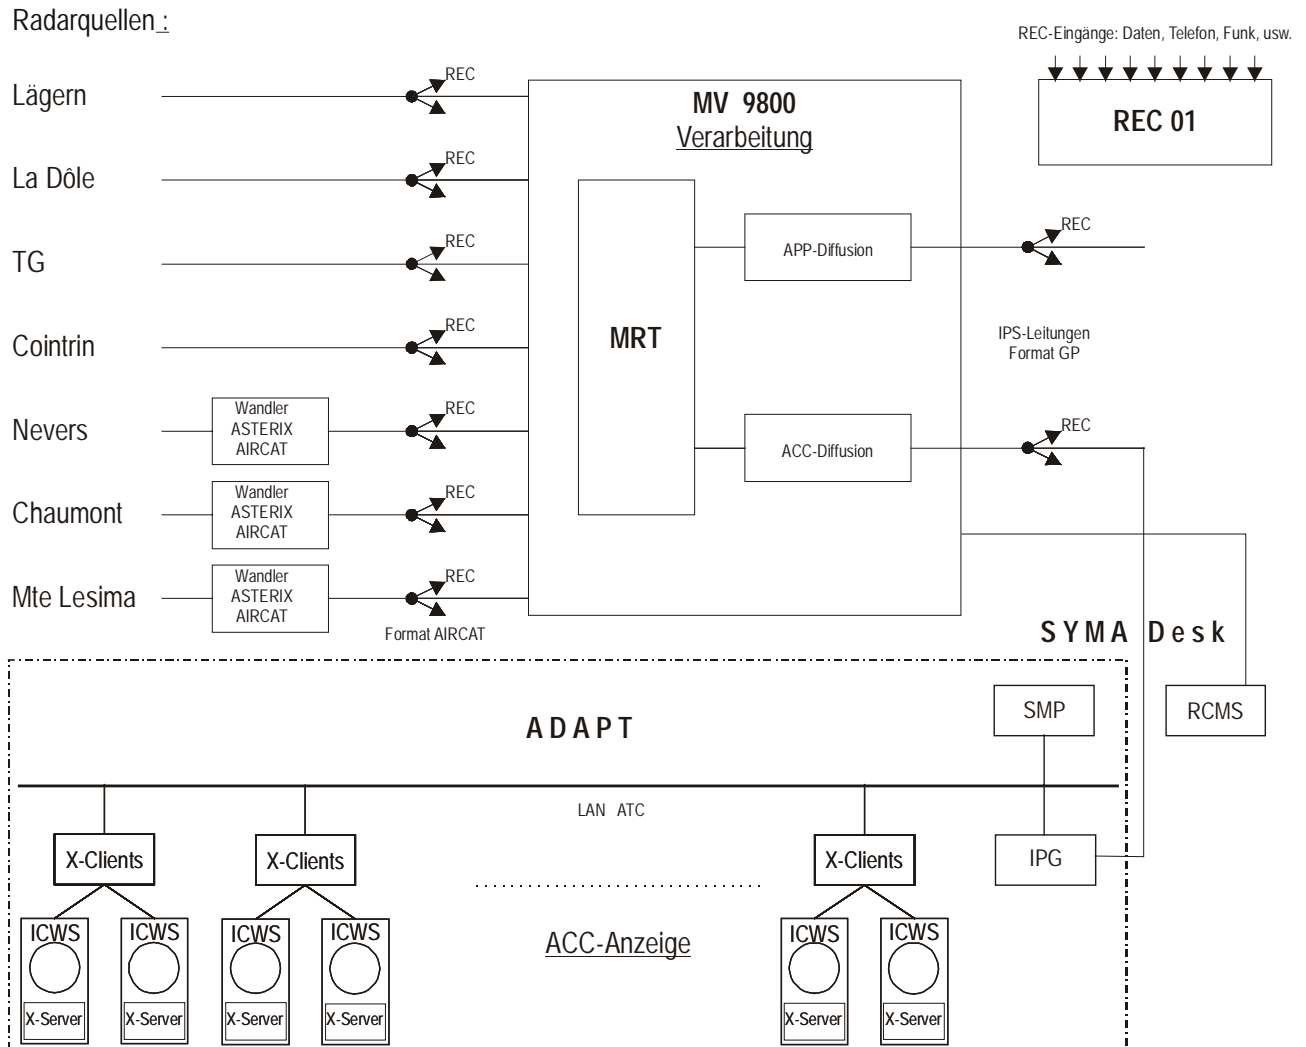 Radarquellen :
REC-Eingänge: Daten, Telefon, Funk, usw.
REC 01
MV 9800
Verarbeitung
Lägern
REC
La Dôle
REC
TG
REC
Cointrin
REC
Nevers
Wandler
ASTERIX
AIRCAT
REC
Chaumont
Wandler
ASTERIX
AIRCAT
REC
Mte Lesima
Wandler
ASTERIX
AIRCAT
REC
Format AIRCAT
MRT
APP-Diffusion
REC
IPS-Leitungen
Format GP
ACC-Diffusion
REC
SYMA Desk
ADAPT
SMP
RCMS
LAN ATC
X-Clients
X-Clients
X-Clients
IPG
ICWS
ICWS
ICWS
ICWS
ACC-Anzeige
ICWS
ICWS
X-Server
X-Server
X-Server
X-Server
X-Server
X-Server